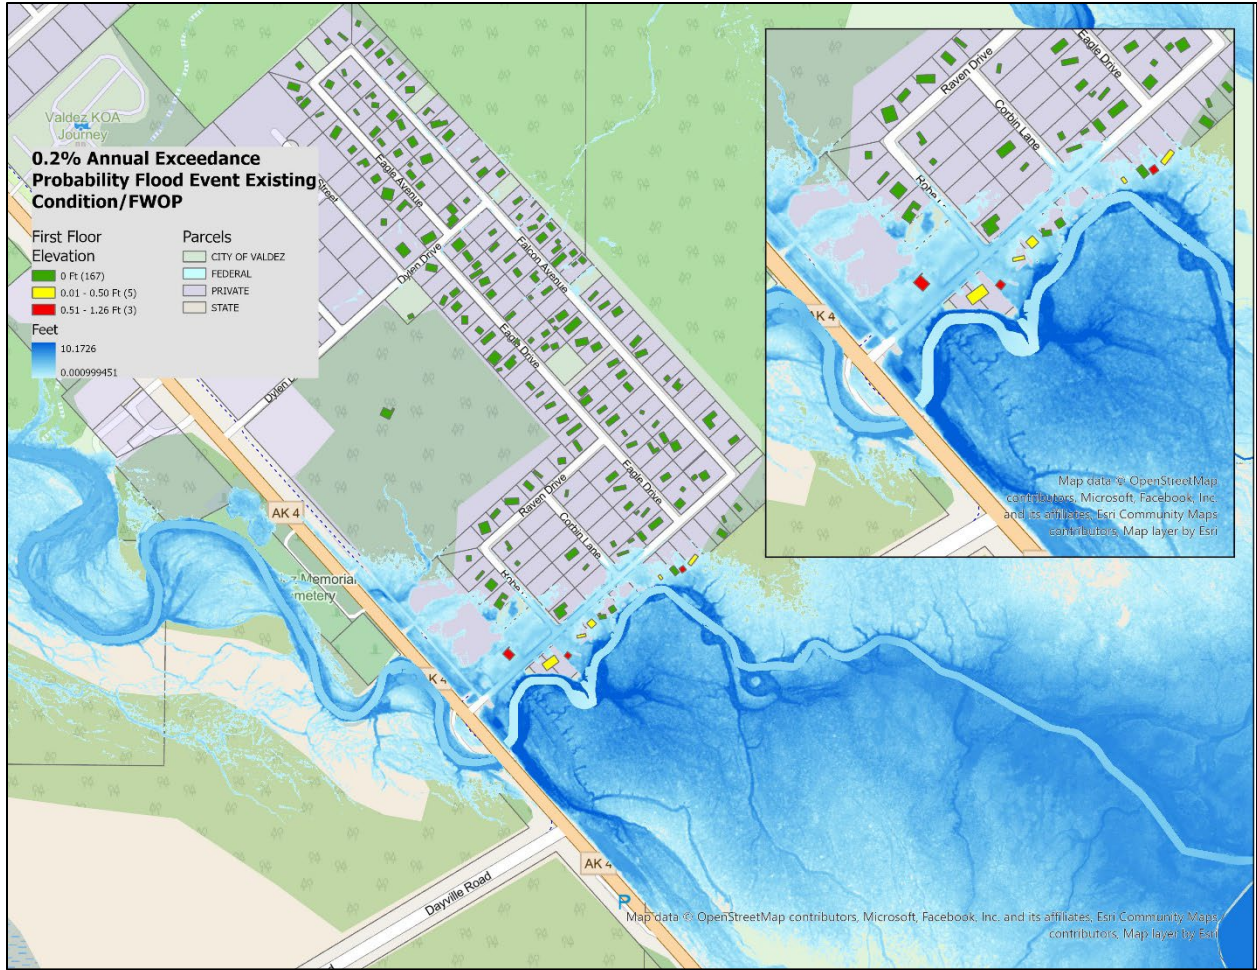 Valdez KOA
Journey
0.2% Annual Exceedance
Probability Flood Event Existing
Condition/FWOP
First Floor
Elevation
0 Ft (167)
0.01 - 0.50 Ft (5)
0.51 - 1.26 Ft (3)
Feet
10.1726
0.000999451
Parcels
CITY OF VALDEZ
FEDERAL
PRIVATE
STATE
Street
Eagle Avenue
Falcon Avenue
Dylen Drive
Eagle Drive
Dylen D
Raven Drive
Eagle Drive
Corbin Lane
Robe
AK 4
z Memorial
metery
K 4
AK 4
Dayville Road
P
Map data © OpenStreetMap contributors, Microsoft, Facebook, Inc. and its affiliates, Esri Community Maps
contributors, Map layer by Esri
Raven Drive
Eagle Drive
Corbin Lane
Robe
AK 4
Map data © OpenStreetMap
contributors, Microsoft, Facebook, Inc.
and its affiliates, Esri Community Maps
contributors, Map layer by Esri